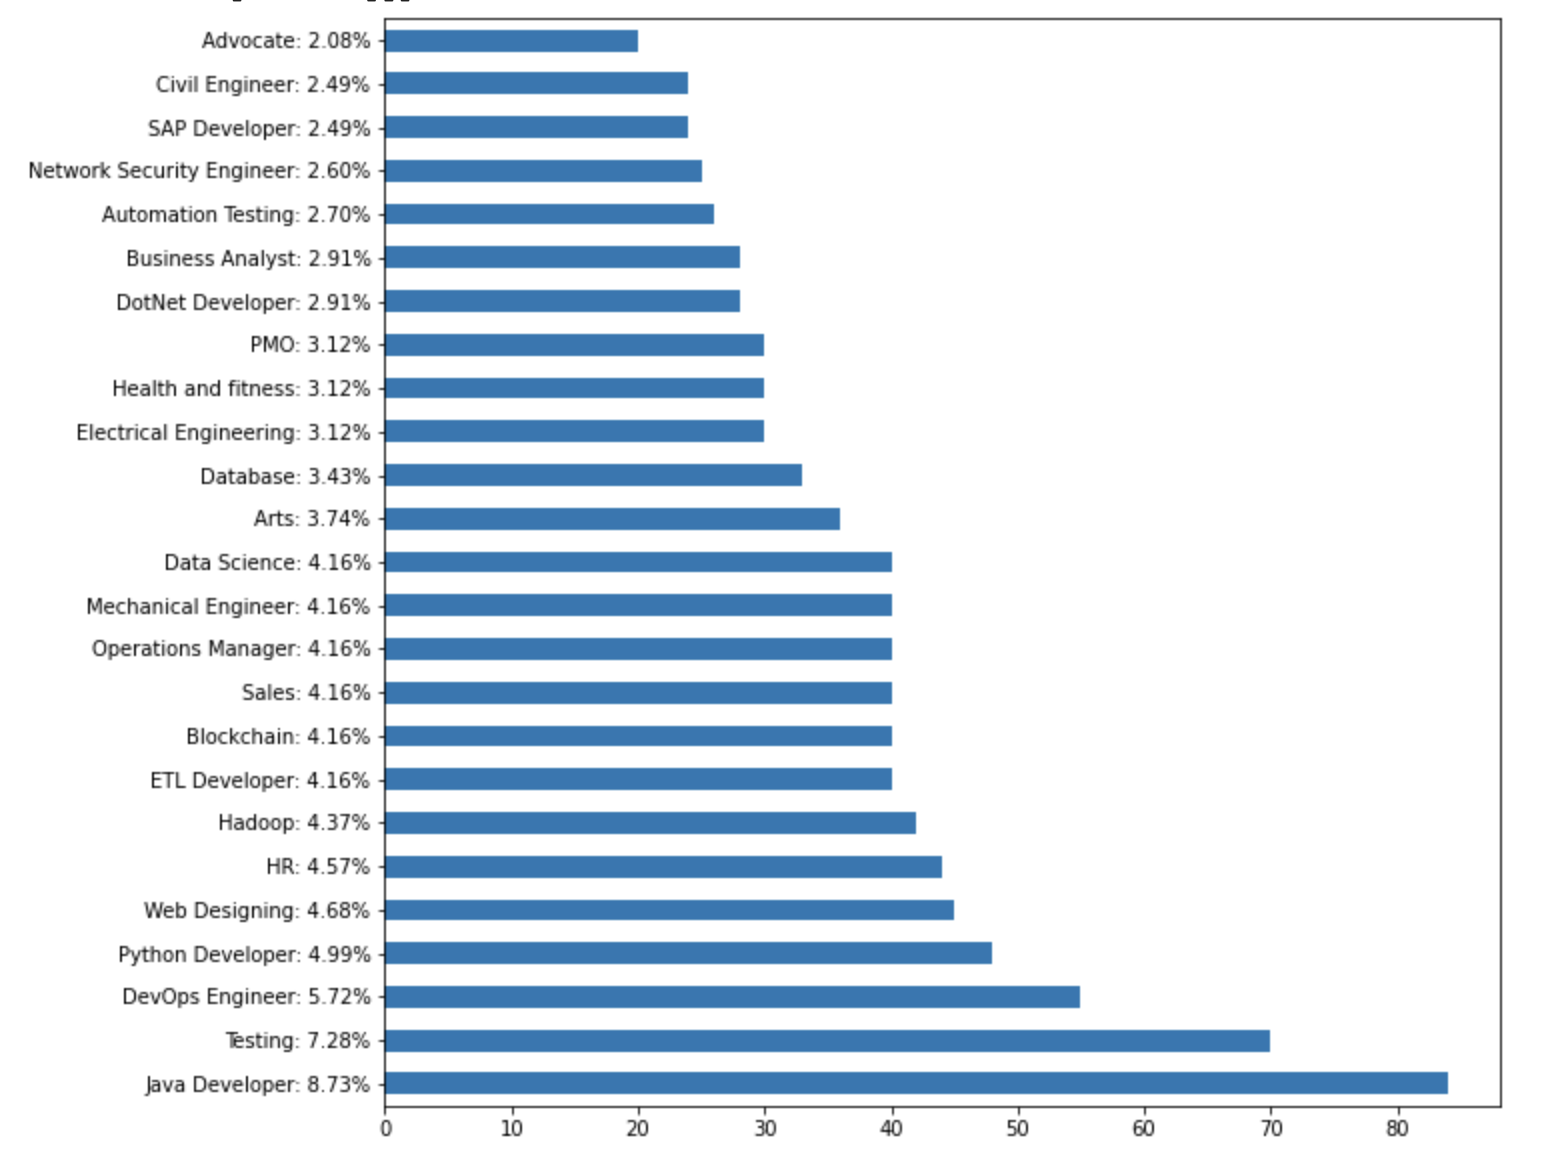 Advocate: 2.08%
Civil Engineer: 2.49%
SAP Developer: 2.49%
Network Security Engineer: 2.60%
Automation Testing: 2.70%
Business Analyst: 2.91%
DotNet Developer: 2.91%
PMO: 3.12%
Health and fitness: 3.12%
Electrical Engineering: 3.12%
Database: 3.43%
Arts: 3.74%
Data Science: 4.16%
Mechanical Engineer: 4.16%
Operations Manager: 4.16%
Sales: 4.16%
Blockchain: 4.16%
ETL Developer: 4.16%
Hadoop: 4.37%
HR: 4.57%
Web Designing: 4.68%
Python Developer: 4.99%
DevOps Engineer: 5.72%
Testing: 7.28%
Java Developer: 8.73%
0 10 20 30 40 50 60 70 80